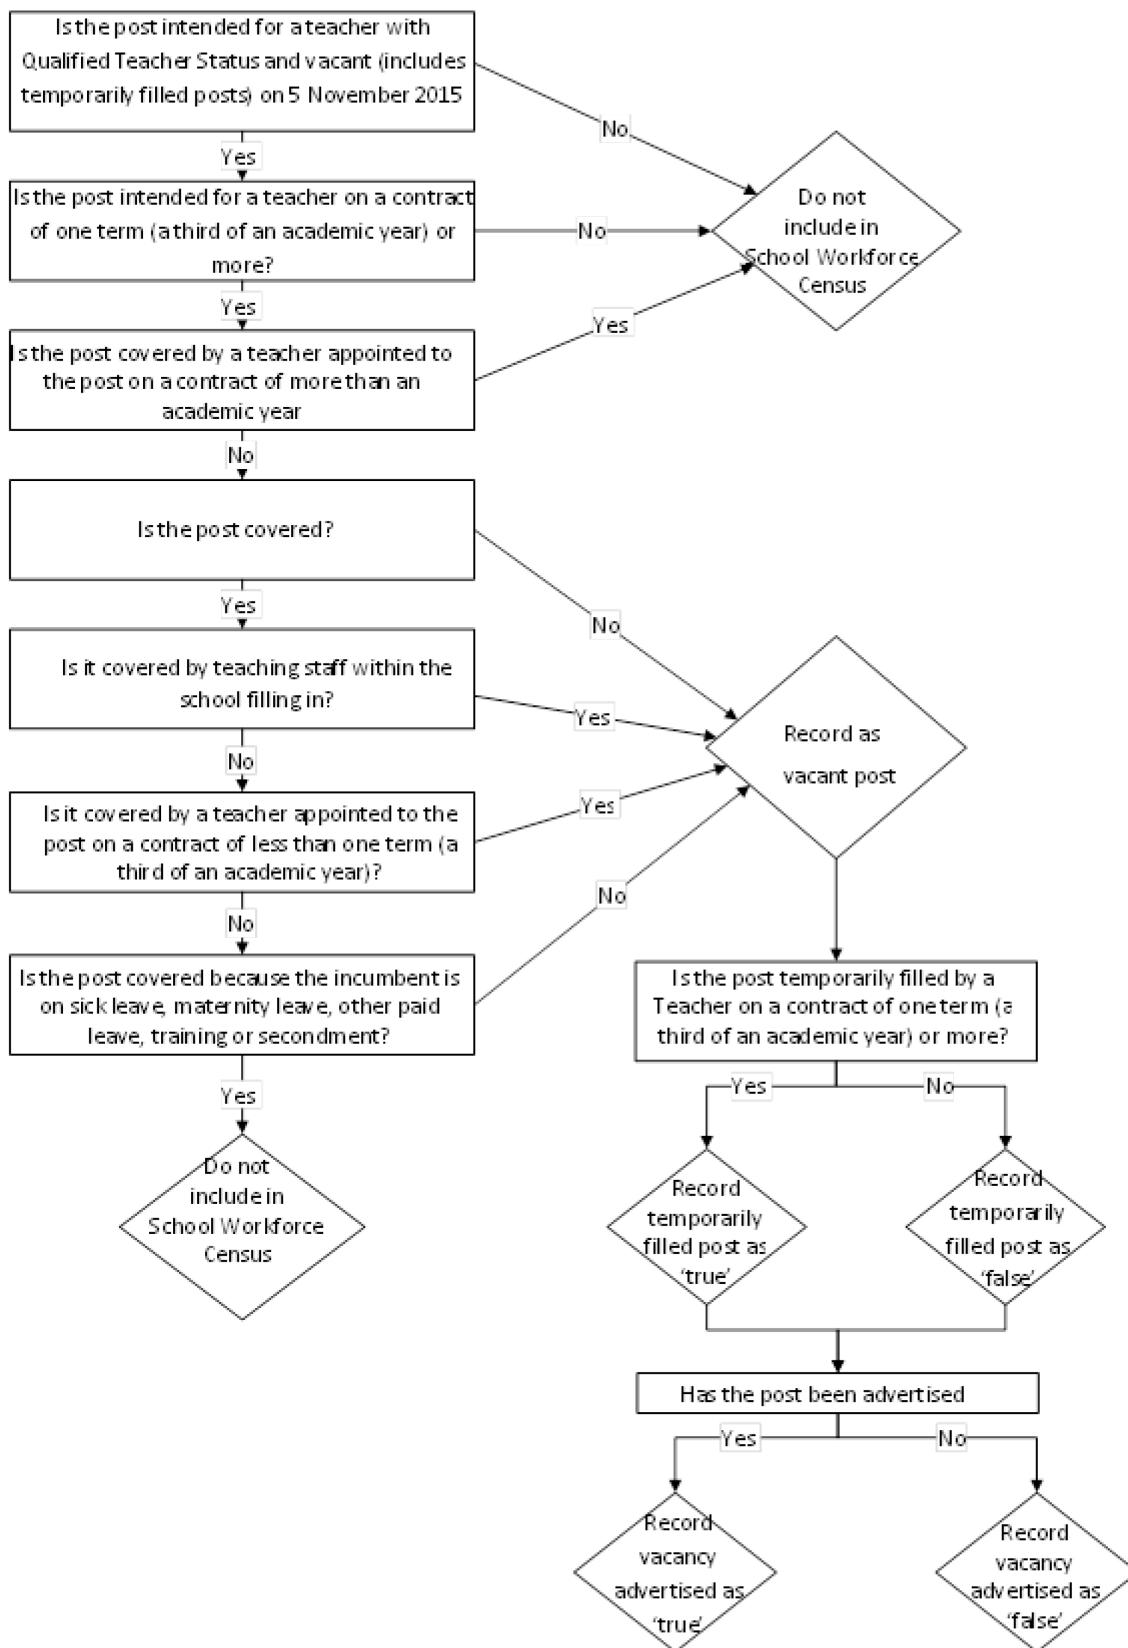 Is the post intended for a teacher with
Qualified Teacher Status and vacant (includes
temporarily filled posts) on 5 November 2015
No
Yes
Is the post intended for a teacher on a contract
of one term (a third of an academic year) or
more?
No
Do not
include in
School Workforce
Census
Yes
Yes
Is the post covered by a teacher appointed to
the post on a contract of more than an
academic year
No
Is the post covered?
Yes
No
Is it covered by teaching staff within the
school filling in?
Yes
Record as
vacant post
No
Is it covered by a teacher appointed to the
post on a contract of less than one term (a
third of an academic year)?
Yes
No
No
Is the post covered because the incumbent is
on sick leave, maternity leave, other paid
leave, training or secondment?
Is the post temporarily filled by a
Teacher on a contract of one term (a
third of an academic year) or more?
Yes
Yes
No
Do not
include in
School Workforce
Census
Record
temporarily
filled post as
‘true’
Record
temporarily
filled post as
‘false’
Has the post been advertised
Yes
No
Record
vacancy
advertised as
‘true’
Record
vacancy
advertised as
‘false’